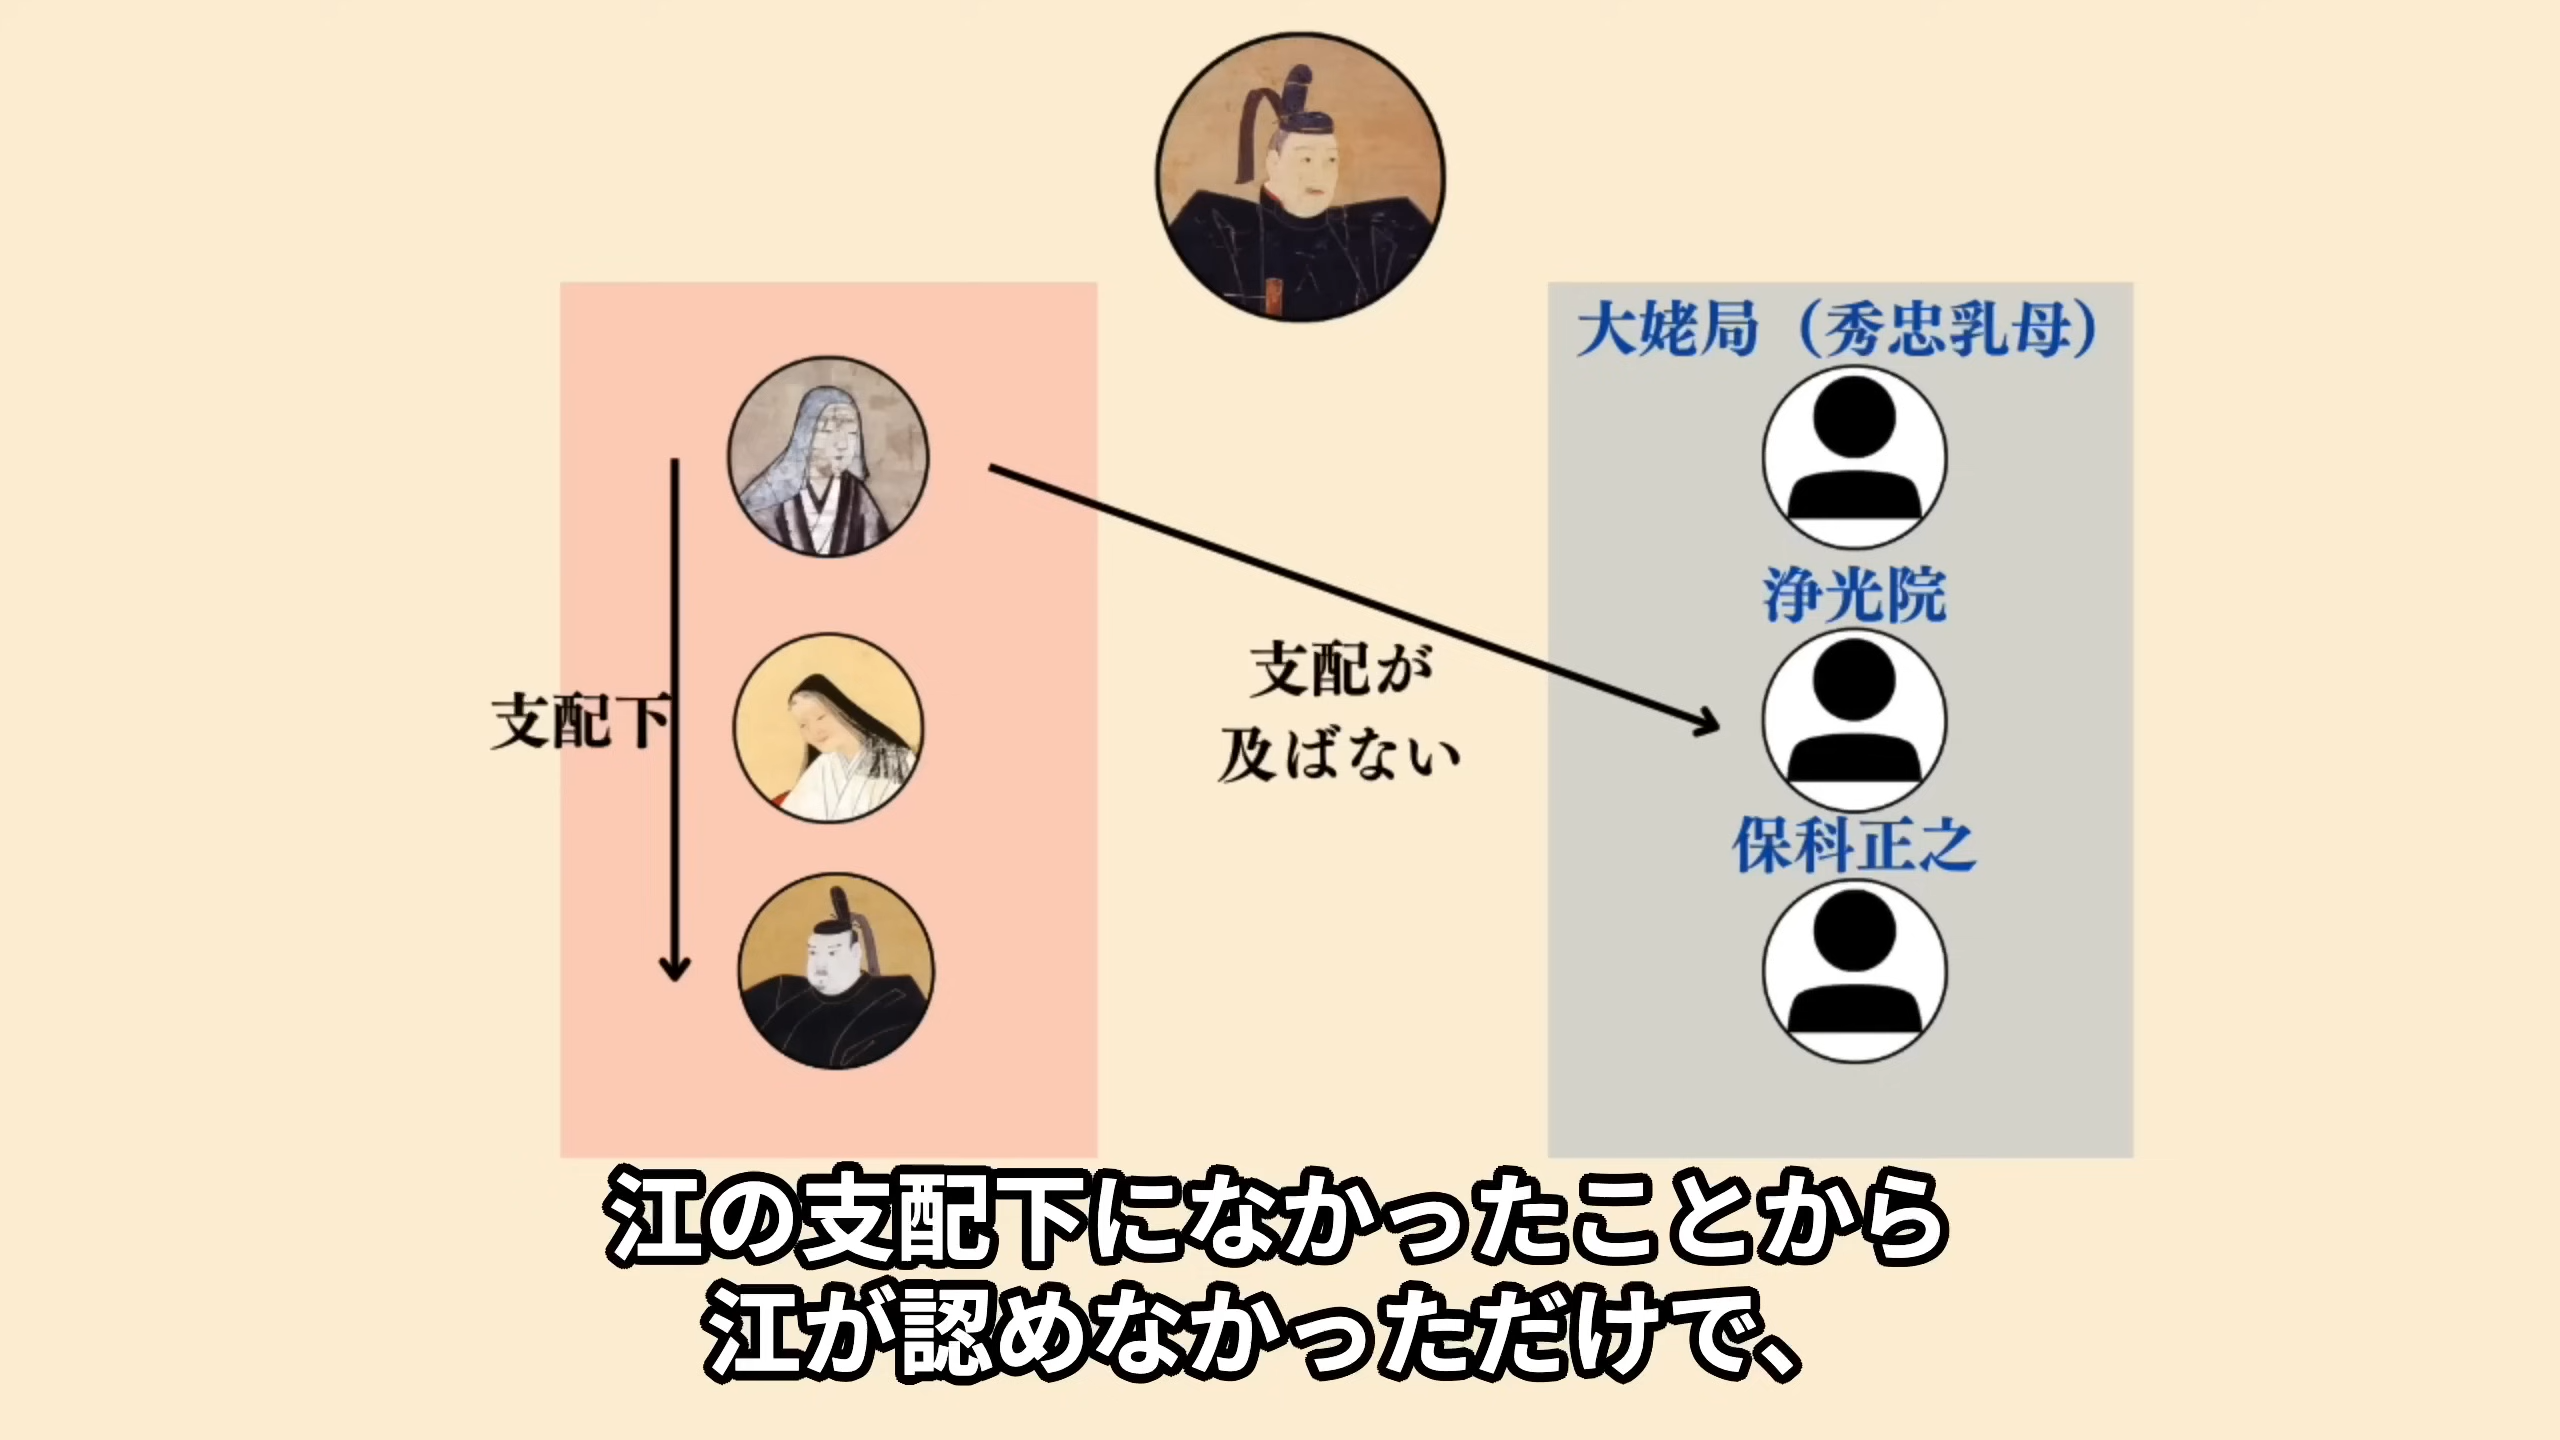 大姥局（秀忠乳母）
浄光院
支配が
及ばない
支配下
保科正之
江の支配下になかったことから
江が認めなかっただけで、